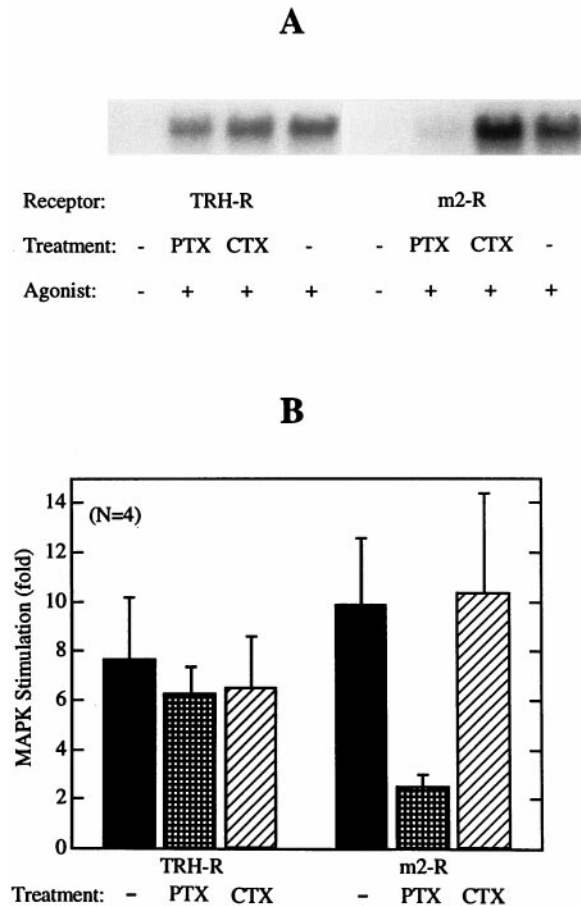 A
Receptor: TRH-R m2-R
Treatment: - PTX CTX - - PTX CTX -
Agonist: - + + + - + + +
B
14
12
10
8
6
4
2
0
MAPK Stimulation (fold)
(N=4)
TRH-R m2-R
Treatment: - PTX CTX - PTX CTX